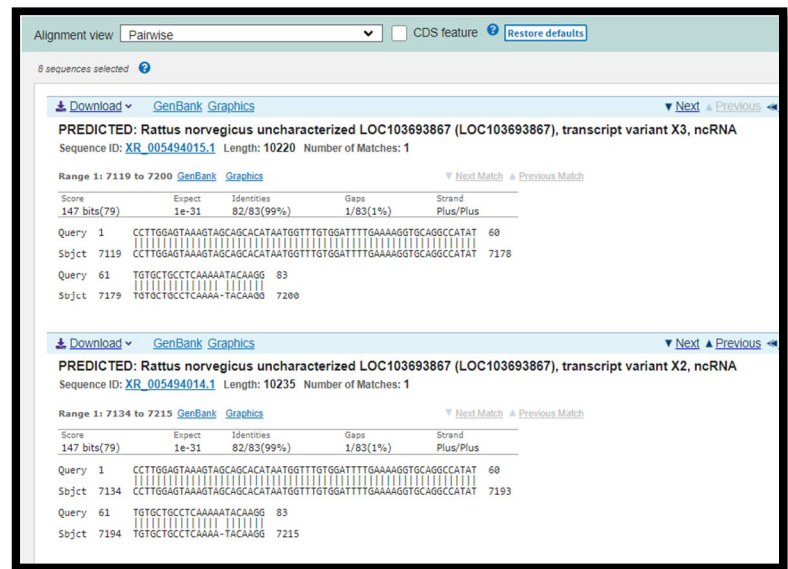 Alignment view Pairwise CDS feature ? Restore defaults
8 sequences selected ?
Download GenBank Graphics Next Previous
PREDICTED: Rattus norvegicus uncharacterized LOC103693867 (LOC103693867), transcript variant X3, ncRNA
Sequence ID: XR_005494015.1 Length: 10220 Number of Matches: 1
Range 1: 7119 to 7200 GenBank Graphics Next Match Previous Match
Score Expect Identities Gaps Strand
147 bits(79) 1e-31 82/83(99%) 1/83(1%) Plus/Plus
Query 1 CCTTGGAGTAAAGTAGCAGCACATAATGGTTTGTGGATTTTGAAAAGGTGCAGGCCATAT 60
Sbjct 7119 CCTTGGAGTAAAGTAGCAGCACATAATGGTTTGTGGATTTTGAAAAGGTGCAGGCCATAT 7178
Query 61 TGTGCTGCCTCAAAAATACAAGG 83
Sbjct 7179 TGTGCTGCCTCAAAA-TACAAGG 7200
Download GenBank Graphics Next Previous
PREDICTED: Rattus norvegicus uncharacterized LOC103693867 (LOC103693867), transcript variant X2, ncRNA
Sequence ID: XR_005494014.1 Length: 10235 Number of Matches: 1
Range 1: 7134 to 7215 GenBank Graphics Next Match Previous Match
Score Expect Identities Gaps Strand
147 bits(79) 1e-31 82/83(99%) 1/83(1%) Plus/Plus
Query 1 CCTTGGAGTAAAGTAGCAGCACATAATGGTTTGTGGATTTTGAAAAGGTGCAGGCCATAT 60
Sbjct 7134 CCTTGGAGTAAAGTAGCAGCACATAATGGTTTGTGGATTTTGAAAAGGTGCAGGCCATAT 7193
Query 61 TGTGCTGCCTCAAAAATACAAGG 83
Sbjct 7194 TGTGCTGCCTCAAAA-TACAAGG 7215